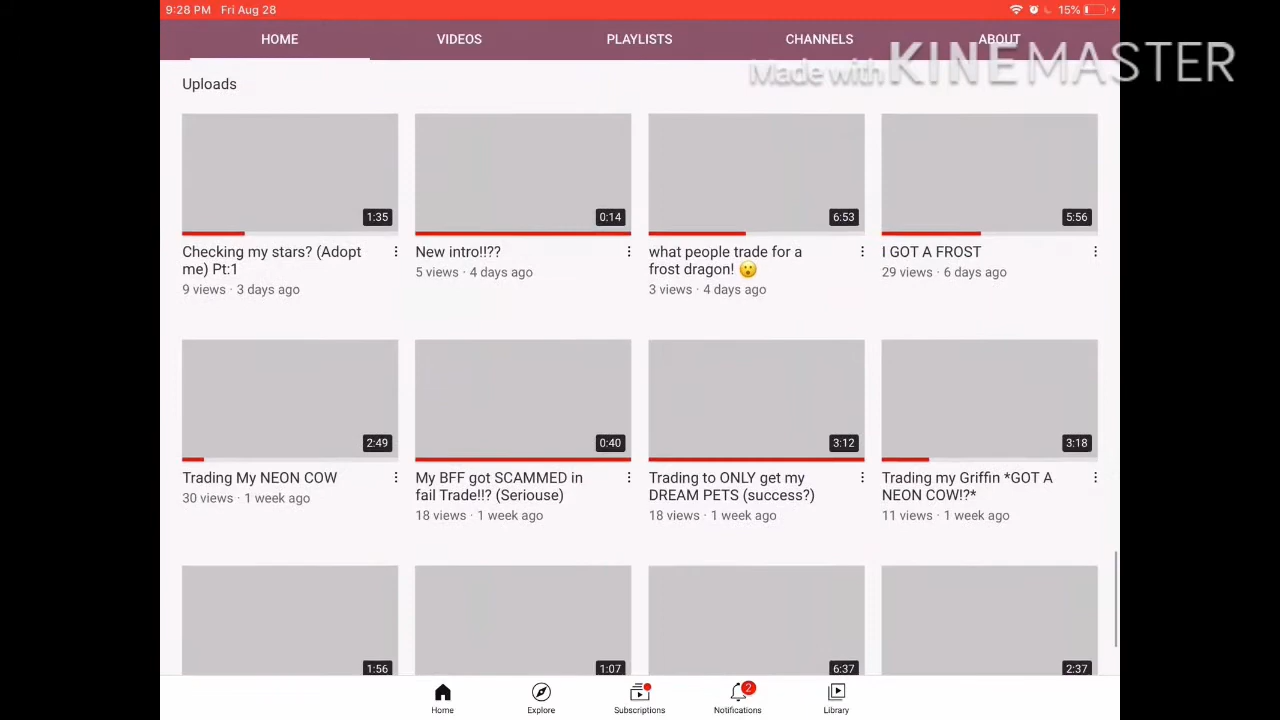 9:28 PM Fri Aug 28
15%
HOME VIDEOS PLAYLISTS CHANNELS ABOUT
Made with KINEMASTER
Uploads
1:35 0:14 6:53 5:56
Checking my stars? (Adopt
me) Pt:1
9 views · 3 days ago
New intro!!??
5 views · 4 days ago
what people trade for a
frost dragon! 😮
3 views · 4 days ago
I GOT A FROST
29 views · 6 days ago
2:49 0:40 3:12 3:18
Trading My NEON COW
30 views · 1 week ago
My BFF got SCAMMED in
fail Trade!!? (Seriouse)
18 views · 1 week ago
Trading to ONLY get my
DREAM PETS (success?)
18 views · 1 week ago
Trading my Griffin *GOT A
NEON COW!?*
11 views · 1 week ago
1:56 1:07 6:37 2:37
2
Home Explore Subscriptions Notifications Library